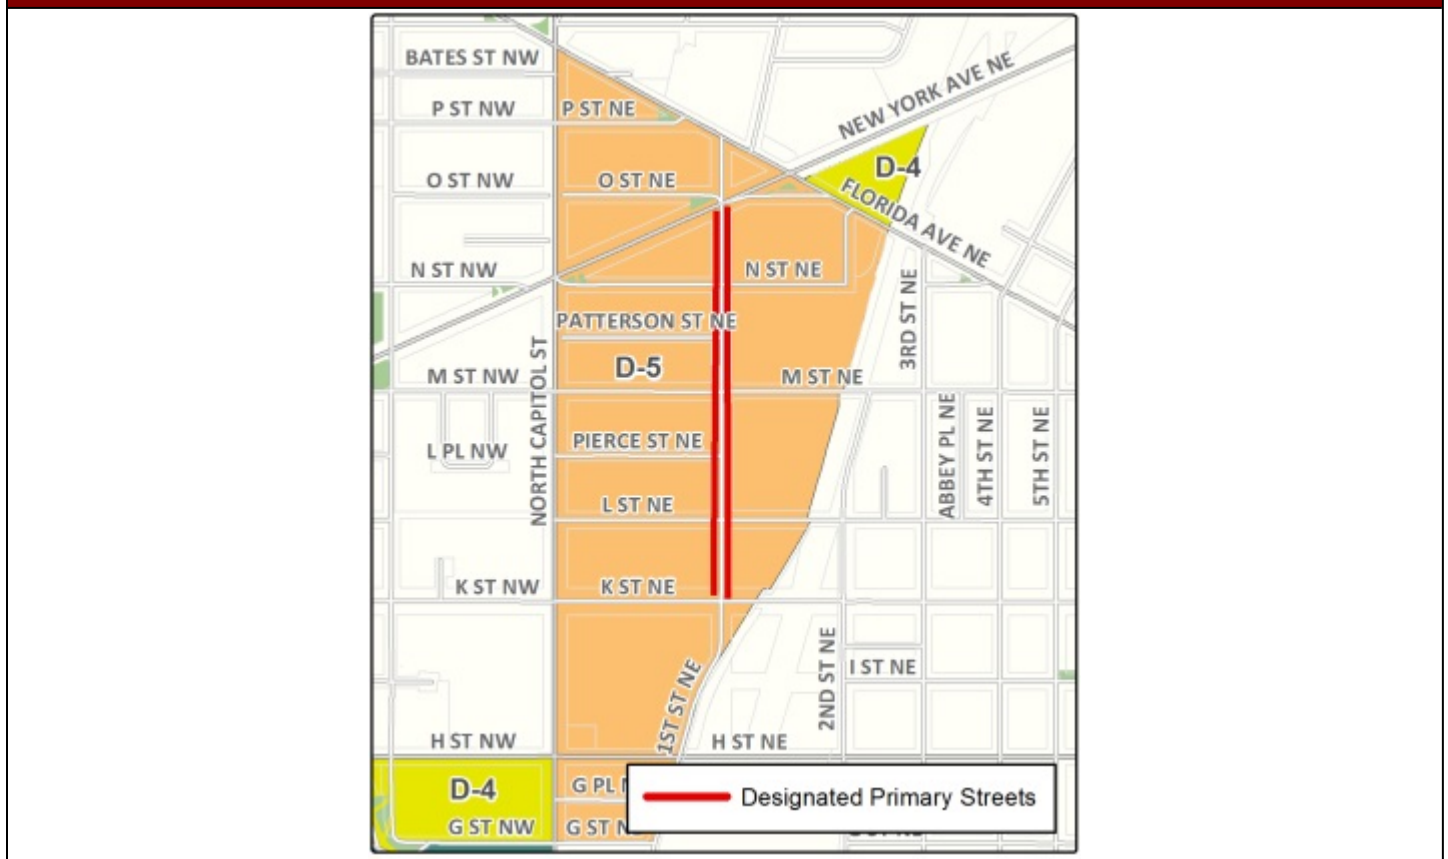 BATES ST NW
NEW YORK AVE NE
P ST NW
P ST NE
D-4
O ST NW
O ST NE
FLORIDA AVE NE
N ST NW
N ST NE
3RD ST NE
PATTERSON ST NE
NORTH CAPITOL ST
D-5
M ST NW
M ST NE
ABBEY PL NE
4TH ST NE
5TH ST NE
L PL NW
PIERCE ST NE
L ST NE
K ST NW
K ST NE
2ND ST NE
I ST NE
1ST ST NE
H ST NW
H ST NE
D-4
G PL
Designated Primary Streets
G ST NW
G ST